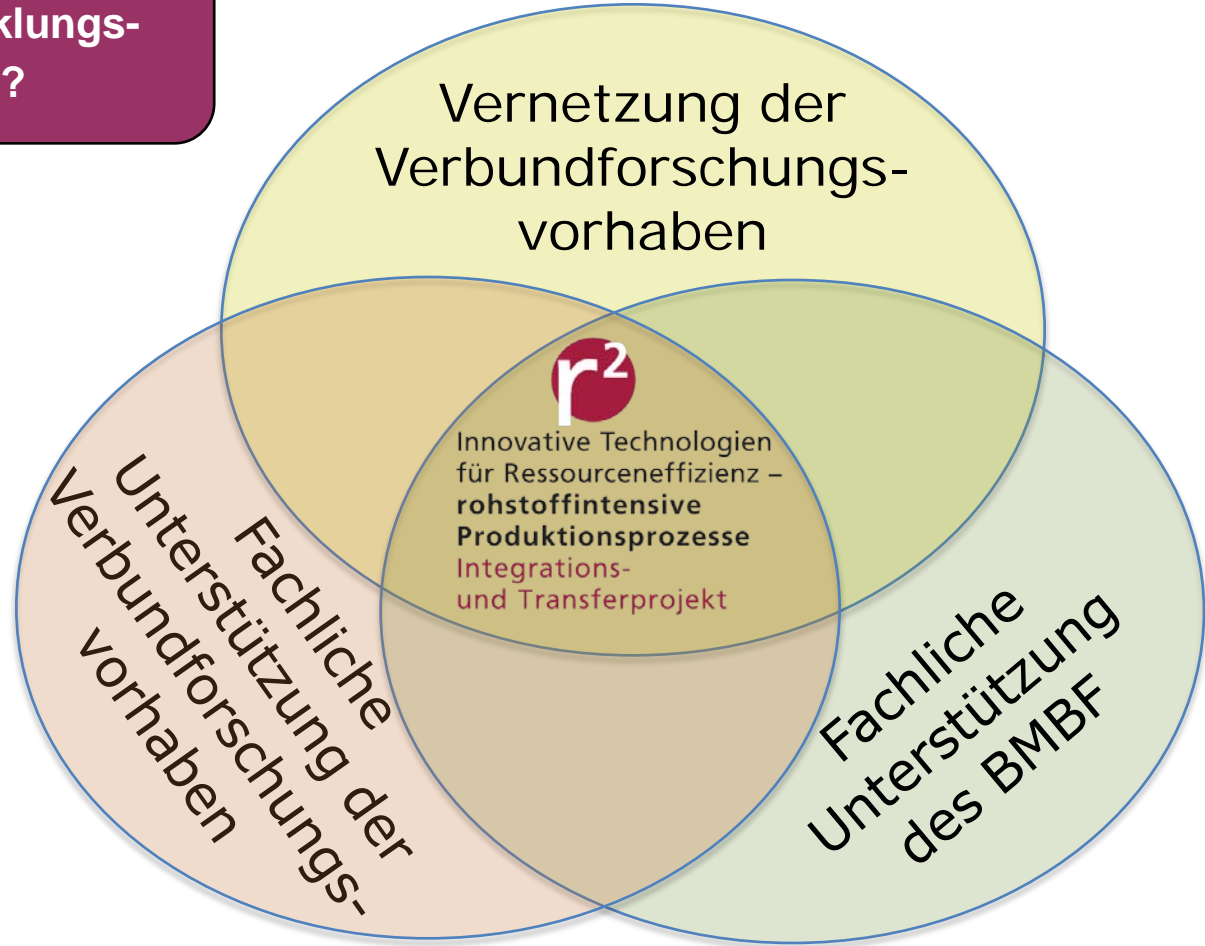 klungs-
?
Vernetzung der
Verbundforschungs-
vorhaben
r²
Innovative Technologien
für Ressourceneffizienz –
rohstoffintensive
Produktionsprozesse
Integrations-
und Transferprojekt
Fachliche
Unterstützung der
Verbundforschungs-
vorhaben
Fachliche
Unterstützung
des BMBF